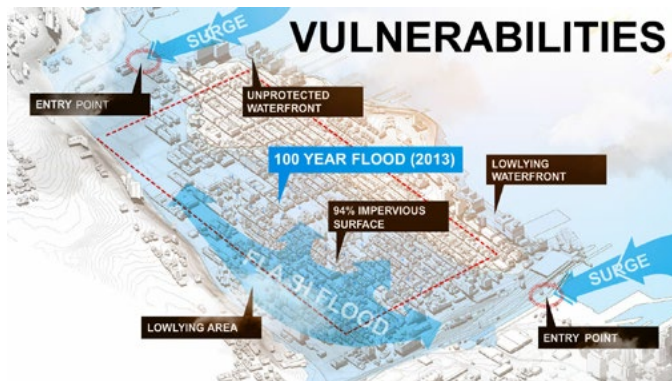 VULNERABILITIES
SURGE
ENTRY POINT
UNPROTECTED
WATERFRONT
100 YEAR FLOOD (2013)
LOWLYING
WATERFRONT
94% IMPERVIOUS
SURFACE
FLASH FLOOD
SURGE
LOWLYING AREA
ENTRY POINT